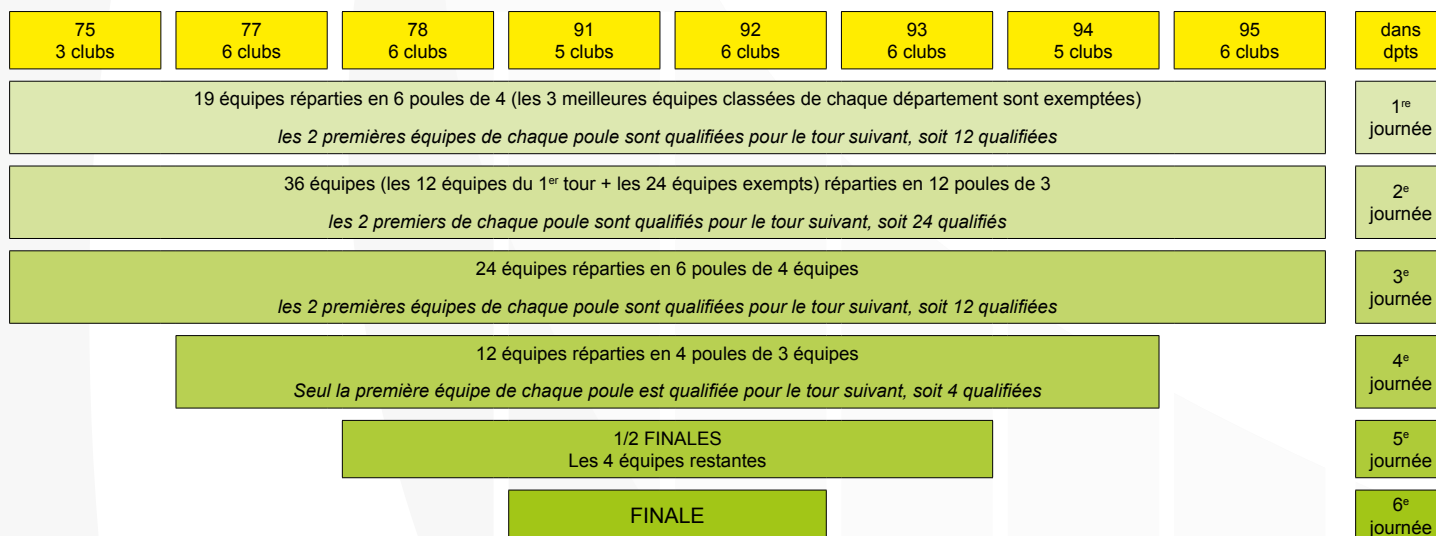 75
3 clubs
77
6 clubs
78
6 clubs
91
5 clubs
92
6 clubs
93
6 clubs
94
5 clubs
95
6 clubs
dans
dpts
19 équipes réparties en 6 poules de 4 (les 3 meilleures équipes classées de chaque département sont exemptées)
les 2 premières équipes de chaque poule sont qualifiées pour le tour suivant, soit 12 qualifiées
1re
journée
36 équipes (les 12 équipes du 1er tour + les 24 équipes exempts) réparties en 12 poules de 3
les 2 premiers de chaque poule sont qualifiés pour le tour suivant, soit 24 qualifiés
2e
journée
24 équipes réparties en 6 poules de 4 équipes
les 2 premières équipes de chaque poule sont qualifiées pour le tour suivant, soit 12 qualifiées
3e
journée
12 équipes réparties en 4 poules de 3 équipes
Seul la première équipe de chaque poule est qualifiée pour le tour suivant, soit 4 qualifiées
4e
journée
1/2 FINALES
Les 4 équipes restantes
5e
journée
FINALE
6e
journée